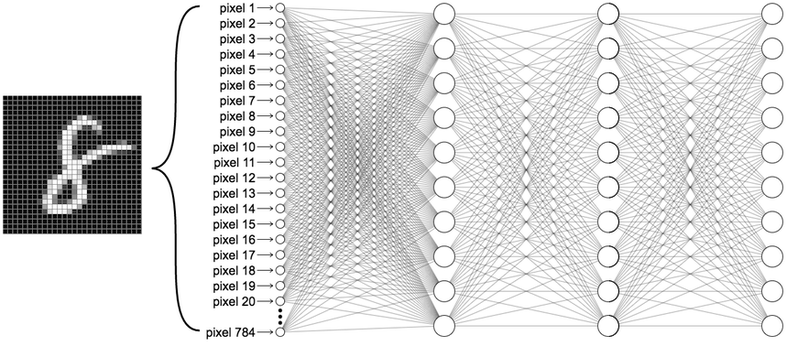 pixel 1
pixel 2
pixel 3
pixel 4
pixel 5
pixel 6
pixel 7
pixel 8
pixel 9
pixel 10
pixel 11
pixel 12
pixel 13
pixel 14
pixel 15
pixel 16
pixel 17
pixel 18
pixel 19
pixel 20
pixel 784
8